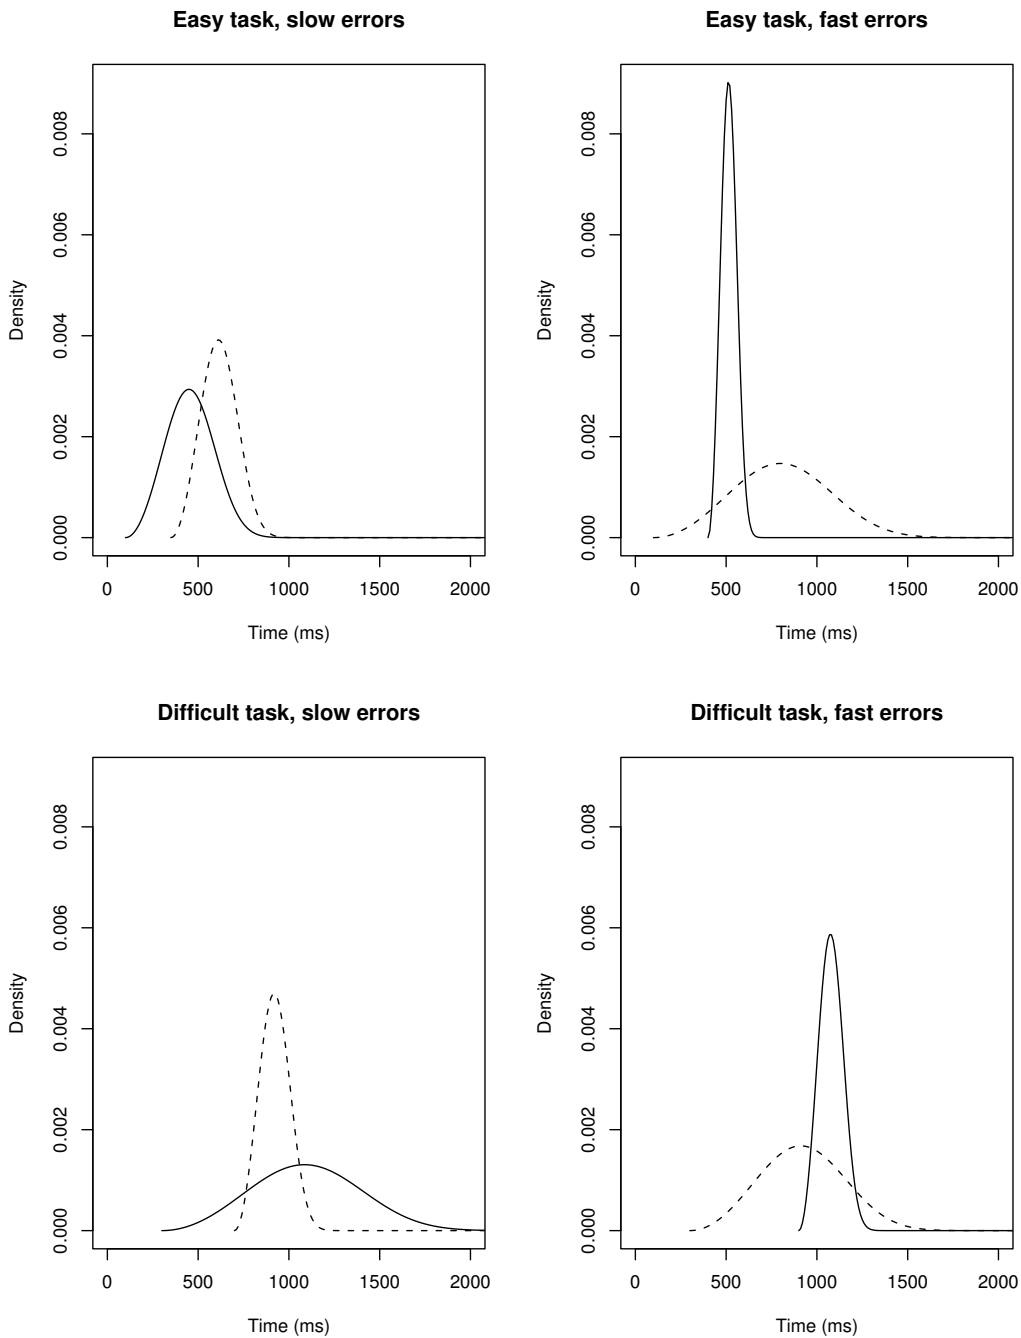 Easy task, slow errors
Density
0.008
0.006
0.004
0.002
0.000
0 500 1000 1500 2000
Time (ms)
Easy task, fast errors
Density
0.008
0.006
0.004
0.002
0.000
0 500 1000 1500 2000
Time (ms)
Difficult task, slow errors
Density
0.008
0.006
0.004
0.002
0.000
0 500 1000 1500 2000
Time (ms)
Difficult task, fast errors
Density
0.008
0.006
0.004
0.002
0.000
0 500 1000 1500 2000
Time (ms)